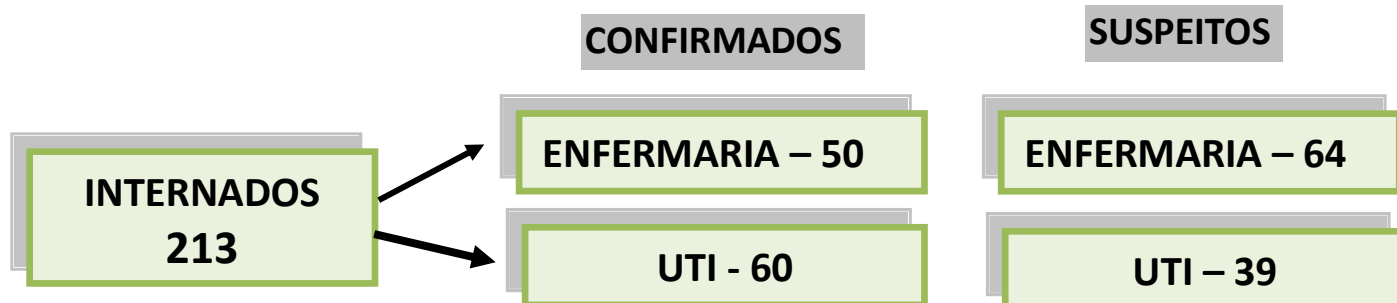 CONFIRMADOS
SUSPEITOS
INTERNADOS
213
ENFERMARIA – 50
ENFERMARIA – 64
UTI - 60
UTI – 39